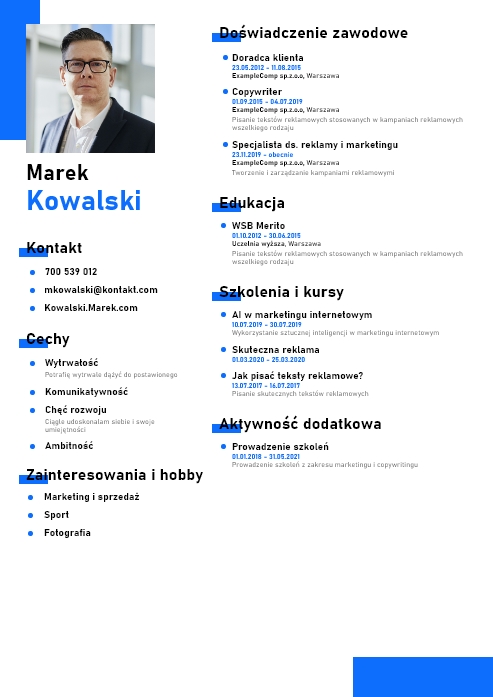 Marek
Kowalski
Kontakt
700 539 012
mkowalski@kontakt.com
Kowalski.Marek.com
Cechy
Wytrwałość
Potrafię wytrwale dążyć do postawionego
Komunikatywność
Chęć rozwoju
Ciągle udoskonalam siebie i swoje
umiejętności
Ambitność
Zainteresowania i hobby
Marketing i sprzedaż
Sport
Fotografia
Doświadczenie zawodowe
Doradca klienta
23.05.2012 - 11.08.2015
ExampleComp sp.z.o.o, Warszawa
Copywriter
01.09.2015 - 04.07.2019
ExampleComp sp.z.o.o, Warszawa
Pisanie tekstów reklamowych stosowanych w kampaniach reklamowych
wszelkiego rodzaju
Specjalista ds. reklamy i marketingu
23.11.2019 - obecnie
ExampleComp sp.z.o.o, Warszawa
Tworzenie i zarządzanie kampaniami reklamowymi
Edukacja
WSB Merito
01.10.2012 - 30.06.2015
Uczelnia wyższa, Warszawa
Pisanie tekstów reklamowych stosowanych w kampaniach reklamowych
wszelkiego rodzaju
Szkolenia i kursy
AI w marketingu internetowym
10.07.2019 - 30.07.2019
Wykorzystanie sztucznej inteligencji w marketingu internetowym
Skuteczna reklama
01.03.2020 - 25.03.2020
Jak pisać teksty reklamowe?
13.07.2017 - 16.07.2017
Pisanie skutecznych tekstów reklamowych
Aktywność dodatkowa
Prowadzenie szkoleń
01.01.2018 - 31.05.2021
Prowadzenie szkoleń z zakresu marketingu i copywritingu